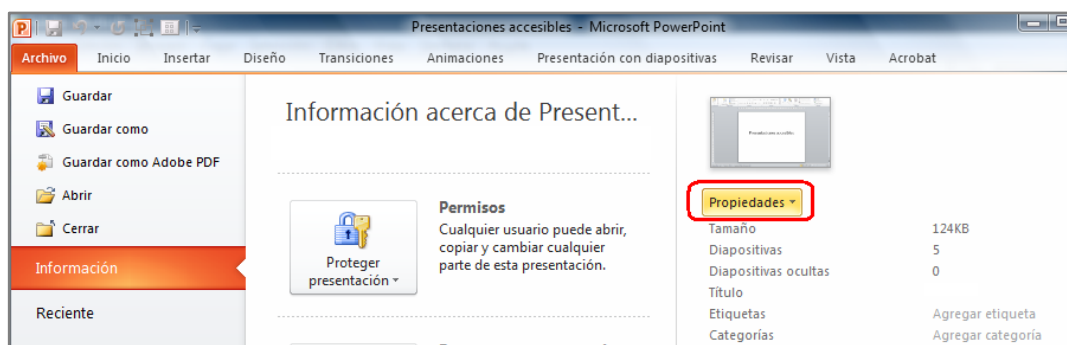 Presentaciones accesibles - Microsoft PowerPoint
Archivo Inicio Insertar Diseño Transiciones Animaciones Presentación con diapositivas Revisar Vista Acrobat
Guardar
Guardar como
Guardar como Adobe PDF
Abrir
Cerrar
Información
Reciente
Información acerca de Present...
Proteger
presentación
Permisos
Cualquier usuario puede abrir,
copiar y cambiar cualquier
parte de esta presentación.
Propiedades
Tamaño 124KB
Diapositivas 5
Diapositivas ocultas 0
Título
Etiquetas Agregar etiqueta
Categorías Agregar categoría